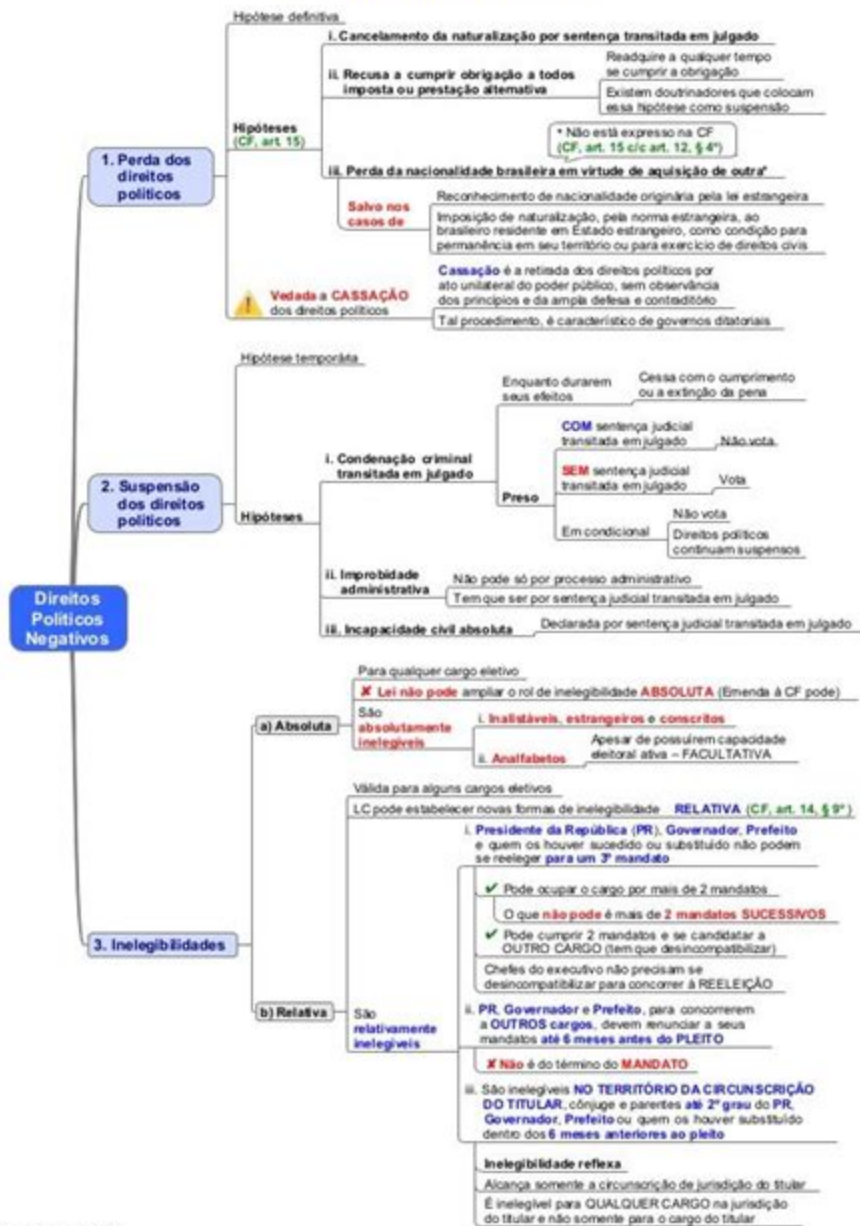 Direitos
Políticos
Negativos
1. Perda dos
direitos
políticos
Hipótese definitiva
Hipóteses
(CF, art. 15)
i. Cancelamento da naturalização por sentença transitada em julgado
ii. Recusa a cumprir obrigação a todos
imposta ou prestação alternativa
Readquire a qualquer tempo
se cumprir a obrigação
Existem doutrinadores que colocam
essa hipótese como suspensão
* Não está expresso na CF
(CF, art. 15 c/c art. 12, § 4º)
iii. Perda da nacionalidade brasileira em virtude de aquisição de outra*
Salvo nos
casos de
Reconhecimento de nacionalidade originária pela lei estrangeira
Imposição de naturalização, pela norma estrangeira, ao
brasileiro residente em Estado estrangeiro, como condição para
permanência em seu território ou para exercício de direitos civis
Vedada a CASSAÇÃO
dos direitos políticos
Cassação é a retirada dos direitos políticos por
ato unilateral do poder público, sem observância
dos princípios e da ampla defesa e contraditório
Tal procedimento, é característico de governos ditatoriais
2. Suspensão
dos direitos
políticos
Hipótese temporária
Hipóteses
i. Condenação criminal
transitada em julgado
Enquanto durarem
seus efeitos
Cessa com o cumprimento
ou a extinção da pena
Preso
COM sentença judicial
transitada em julgado
Não vota
SEM sentença judicial
transitada em julgado
Vota
Em condicional
Não vota
Direitos políticos
continuam suspensos
ii. Improbidade
administrativa
Não pode só por processo administrativo
Tem que ser por sentença judicial transitada em julgado
iii. Incapacidade civil absoluta
Declarada por sentença judicial transitada em julgado
3. Inelegibilidades
a) Absoluta
Para qualquer cargo eletivo
✘ Lei não pode ampliar o rol de inelegibilidade ABSOLUTA (Emenda à CF pode)
São
absolutamente
inelegíveis
i. Inalistáveis, estrangeiros e conscritos
ii. Analfabetos
Apesar de possuírem capacidade
eleitoral ativa – FACULTATIVA
b) Relativa
Válida para alguns cargos eletivos
LC pode estabelecer novas formas de inelegibilidade RELATIVA (CF, art. 14, § 9º)
São
relativamente
inelegíveis
i. Presidente da República (PR), Governador, Prefeito
e quem os houver sucedido ou substituído não podem
se reeleger para um 3º mandato
✔ Pode ocupar o cargo por mais de 2 mandatos
O que não pode é mais de 2 mandatos SUCESSIVOS
✔ Pode cumprir 2 mandatos e se candidatar a
OUTRO CARGO (tem que desincompatibilizar)
Chefes do executivo não precisam se
desincompatibilizar para concorrer à REELEIÇÃO
ii. PR, Governador e Prefeito, para concorrerem
a OUTROS cargos, devem renunciar a seus
mandatos até 6 meses antes do PLEITO
✘ Não é do término do MANDATO
iii. São inelegíveis NO TERRITÓRIO DA CIRCUNSCRIÇÃO
DO TITULAR, cônjuge e parentes até 2º grau do PR,
Governador, Prefeito ou quem os houver substituído
dentro dos 6 meses anteriores ao pleito
Inelegibilidade reflexa
Alcança somente a circunscrição de jurisdição do titular
É inelegível para QUALQUER CARGO na jurisdição
do titular e não somente para o cargo do titular